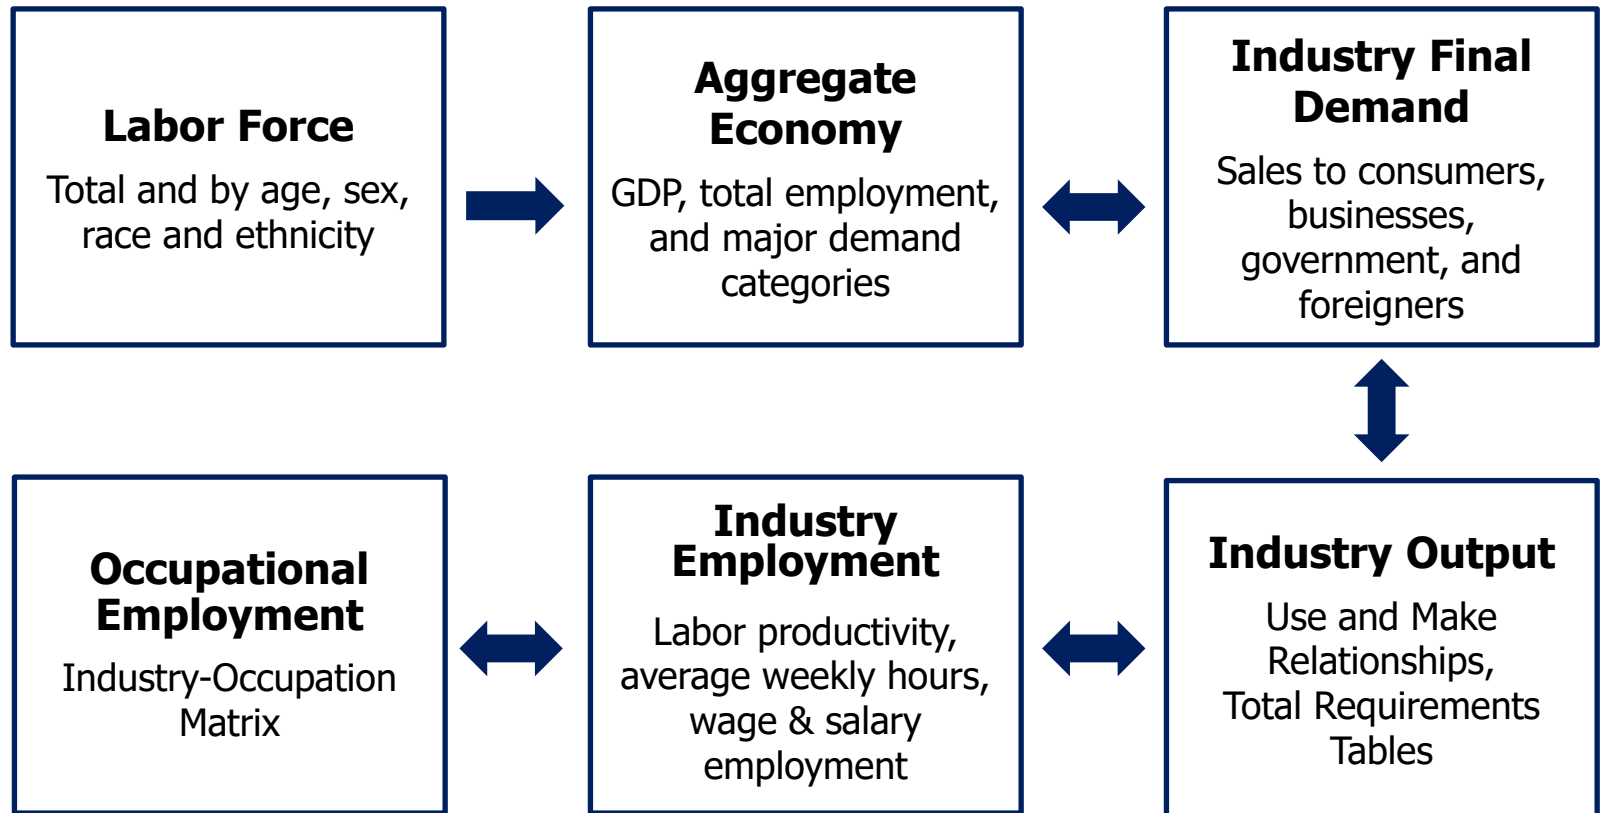 Labor Force
Total and by age, sex,
race and ethnicity
Aggregate
Economy
GDP, total employment,
and major demand
categories
Industry Final
Demand
Sales to consumers,
businesses,
government, and
foreigners
Occupational
Employment
Industry-Occupation
Matrix
Industry
Employment
Labor productivity,
average weekly hours,
wage & salary
employment
Industry Output
Use and Make
Relationships,
Total Requirements
Tables